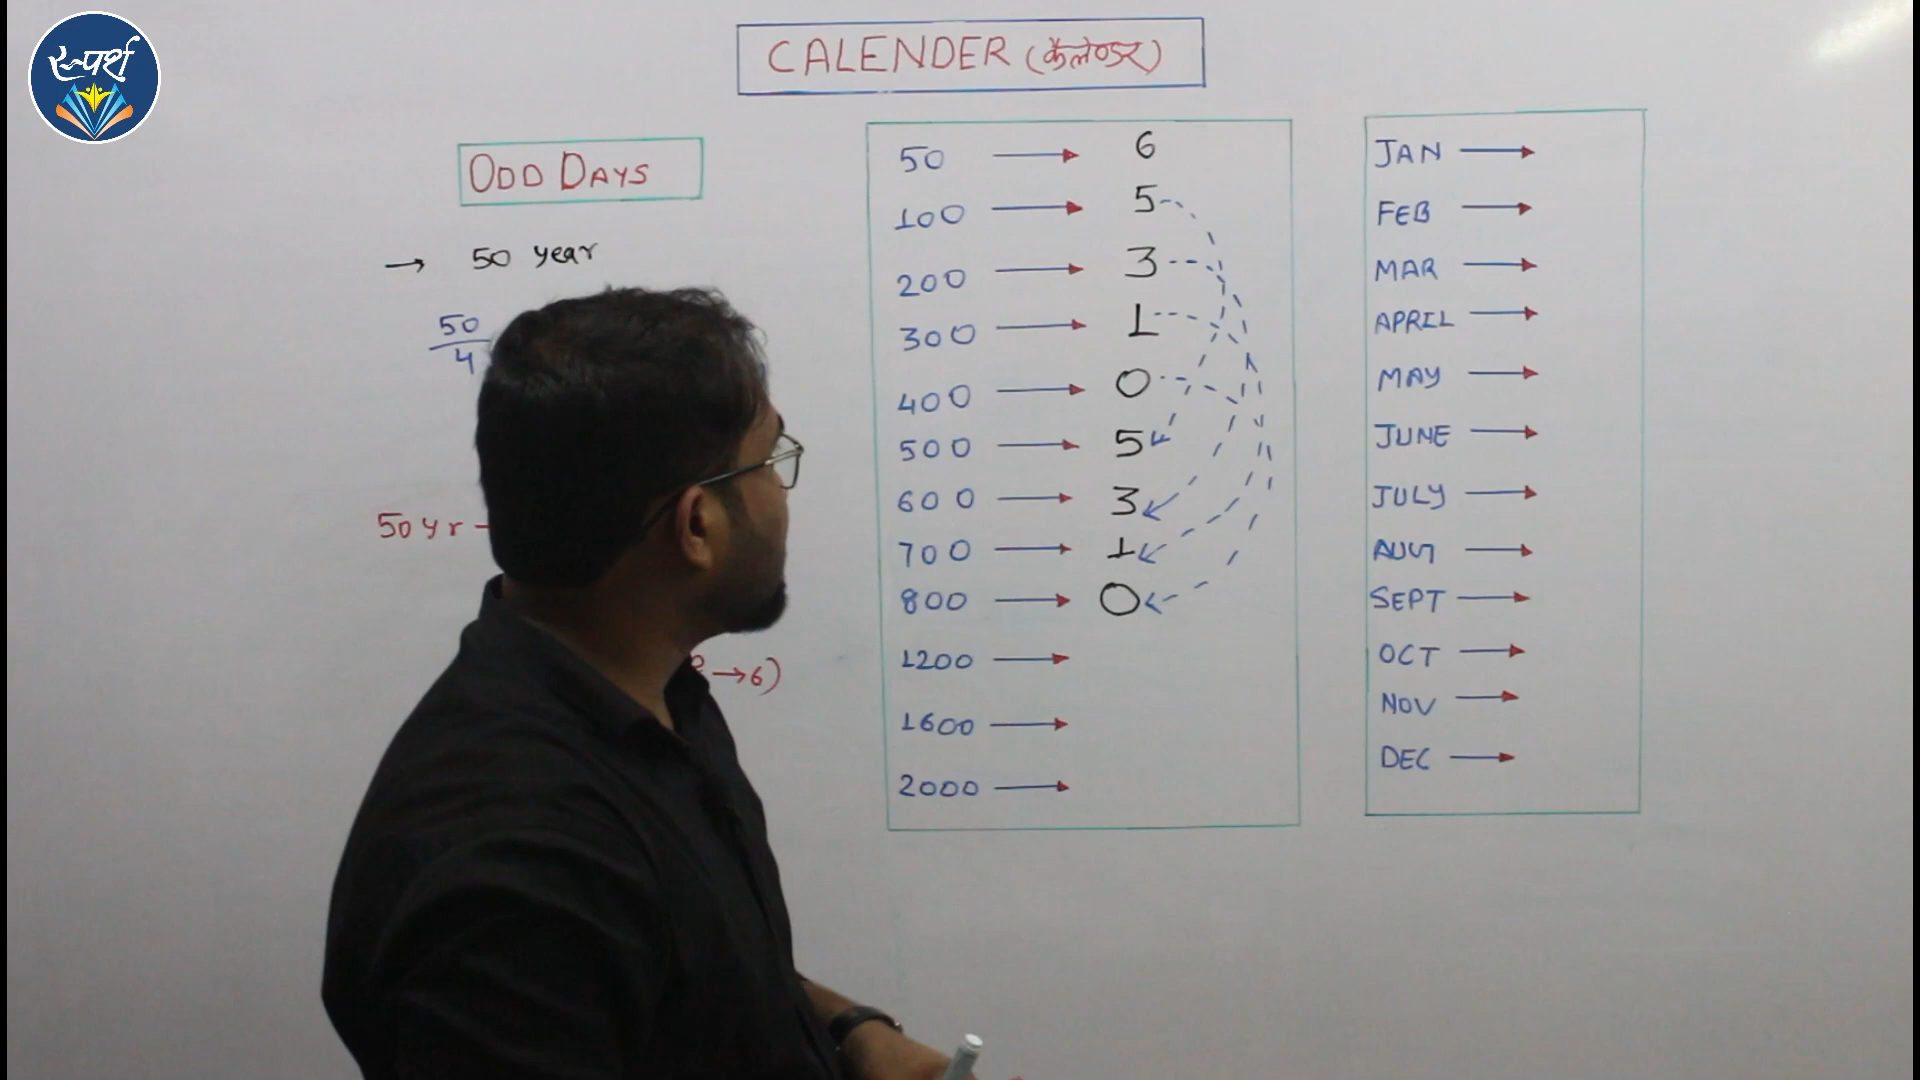 स्पर्श
CALENDER (कैलेण्डर)
ODD DAYS
→ 50 year
50
4
50 yr -
→6)
50 → 6
100 → 5
200 → 3
300 → 1
400 → 0
500 → 5
600 → 3
700 → 1
800 → 0
1200 →
1600 →
2000 →
JAN →
FEB →
MAR →
APRIL →
MAY →
JUNE →
JULY →
AUG →
SEPT →
OCT →
NOV →
DEC →